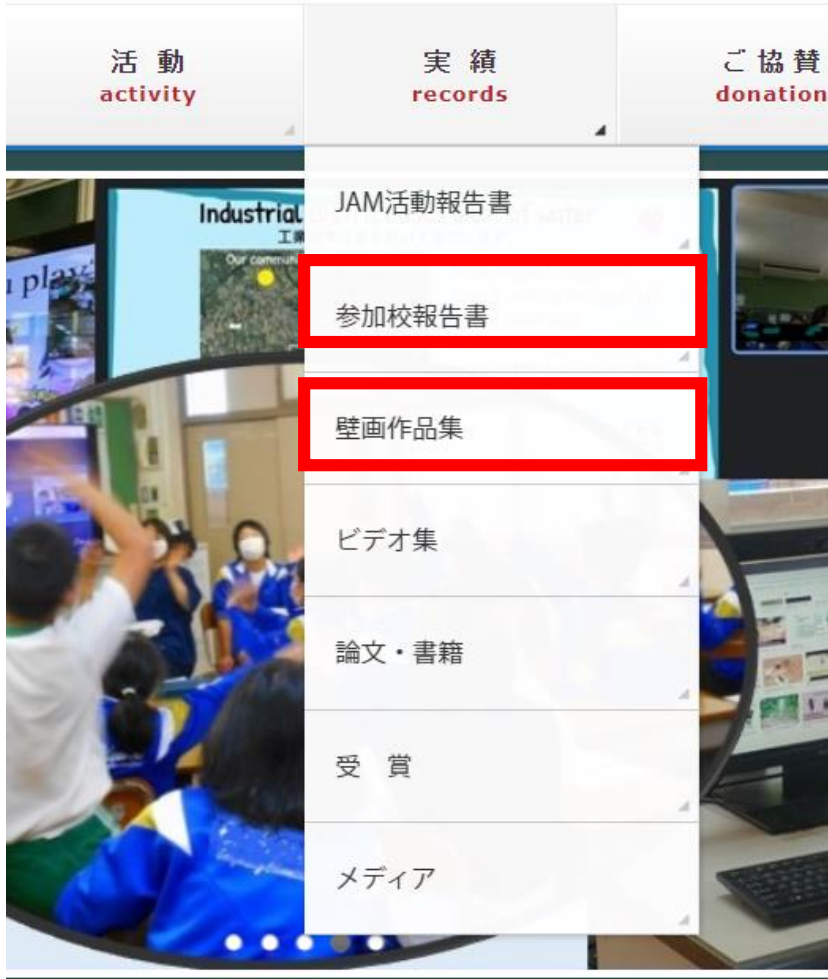 活 動
activity
実 績
records
ご 協 賛
donation
JAM活動報告書
参加校報告書
壁画作品集
ビデオ集
論文・書籍
受 賞
メディア
Industrial
Our
u play